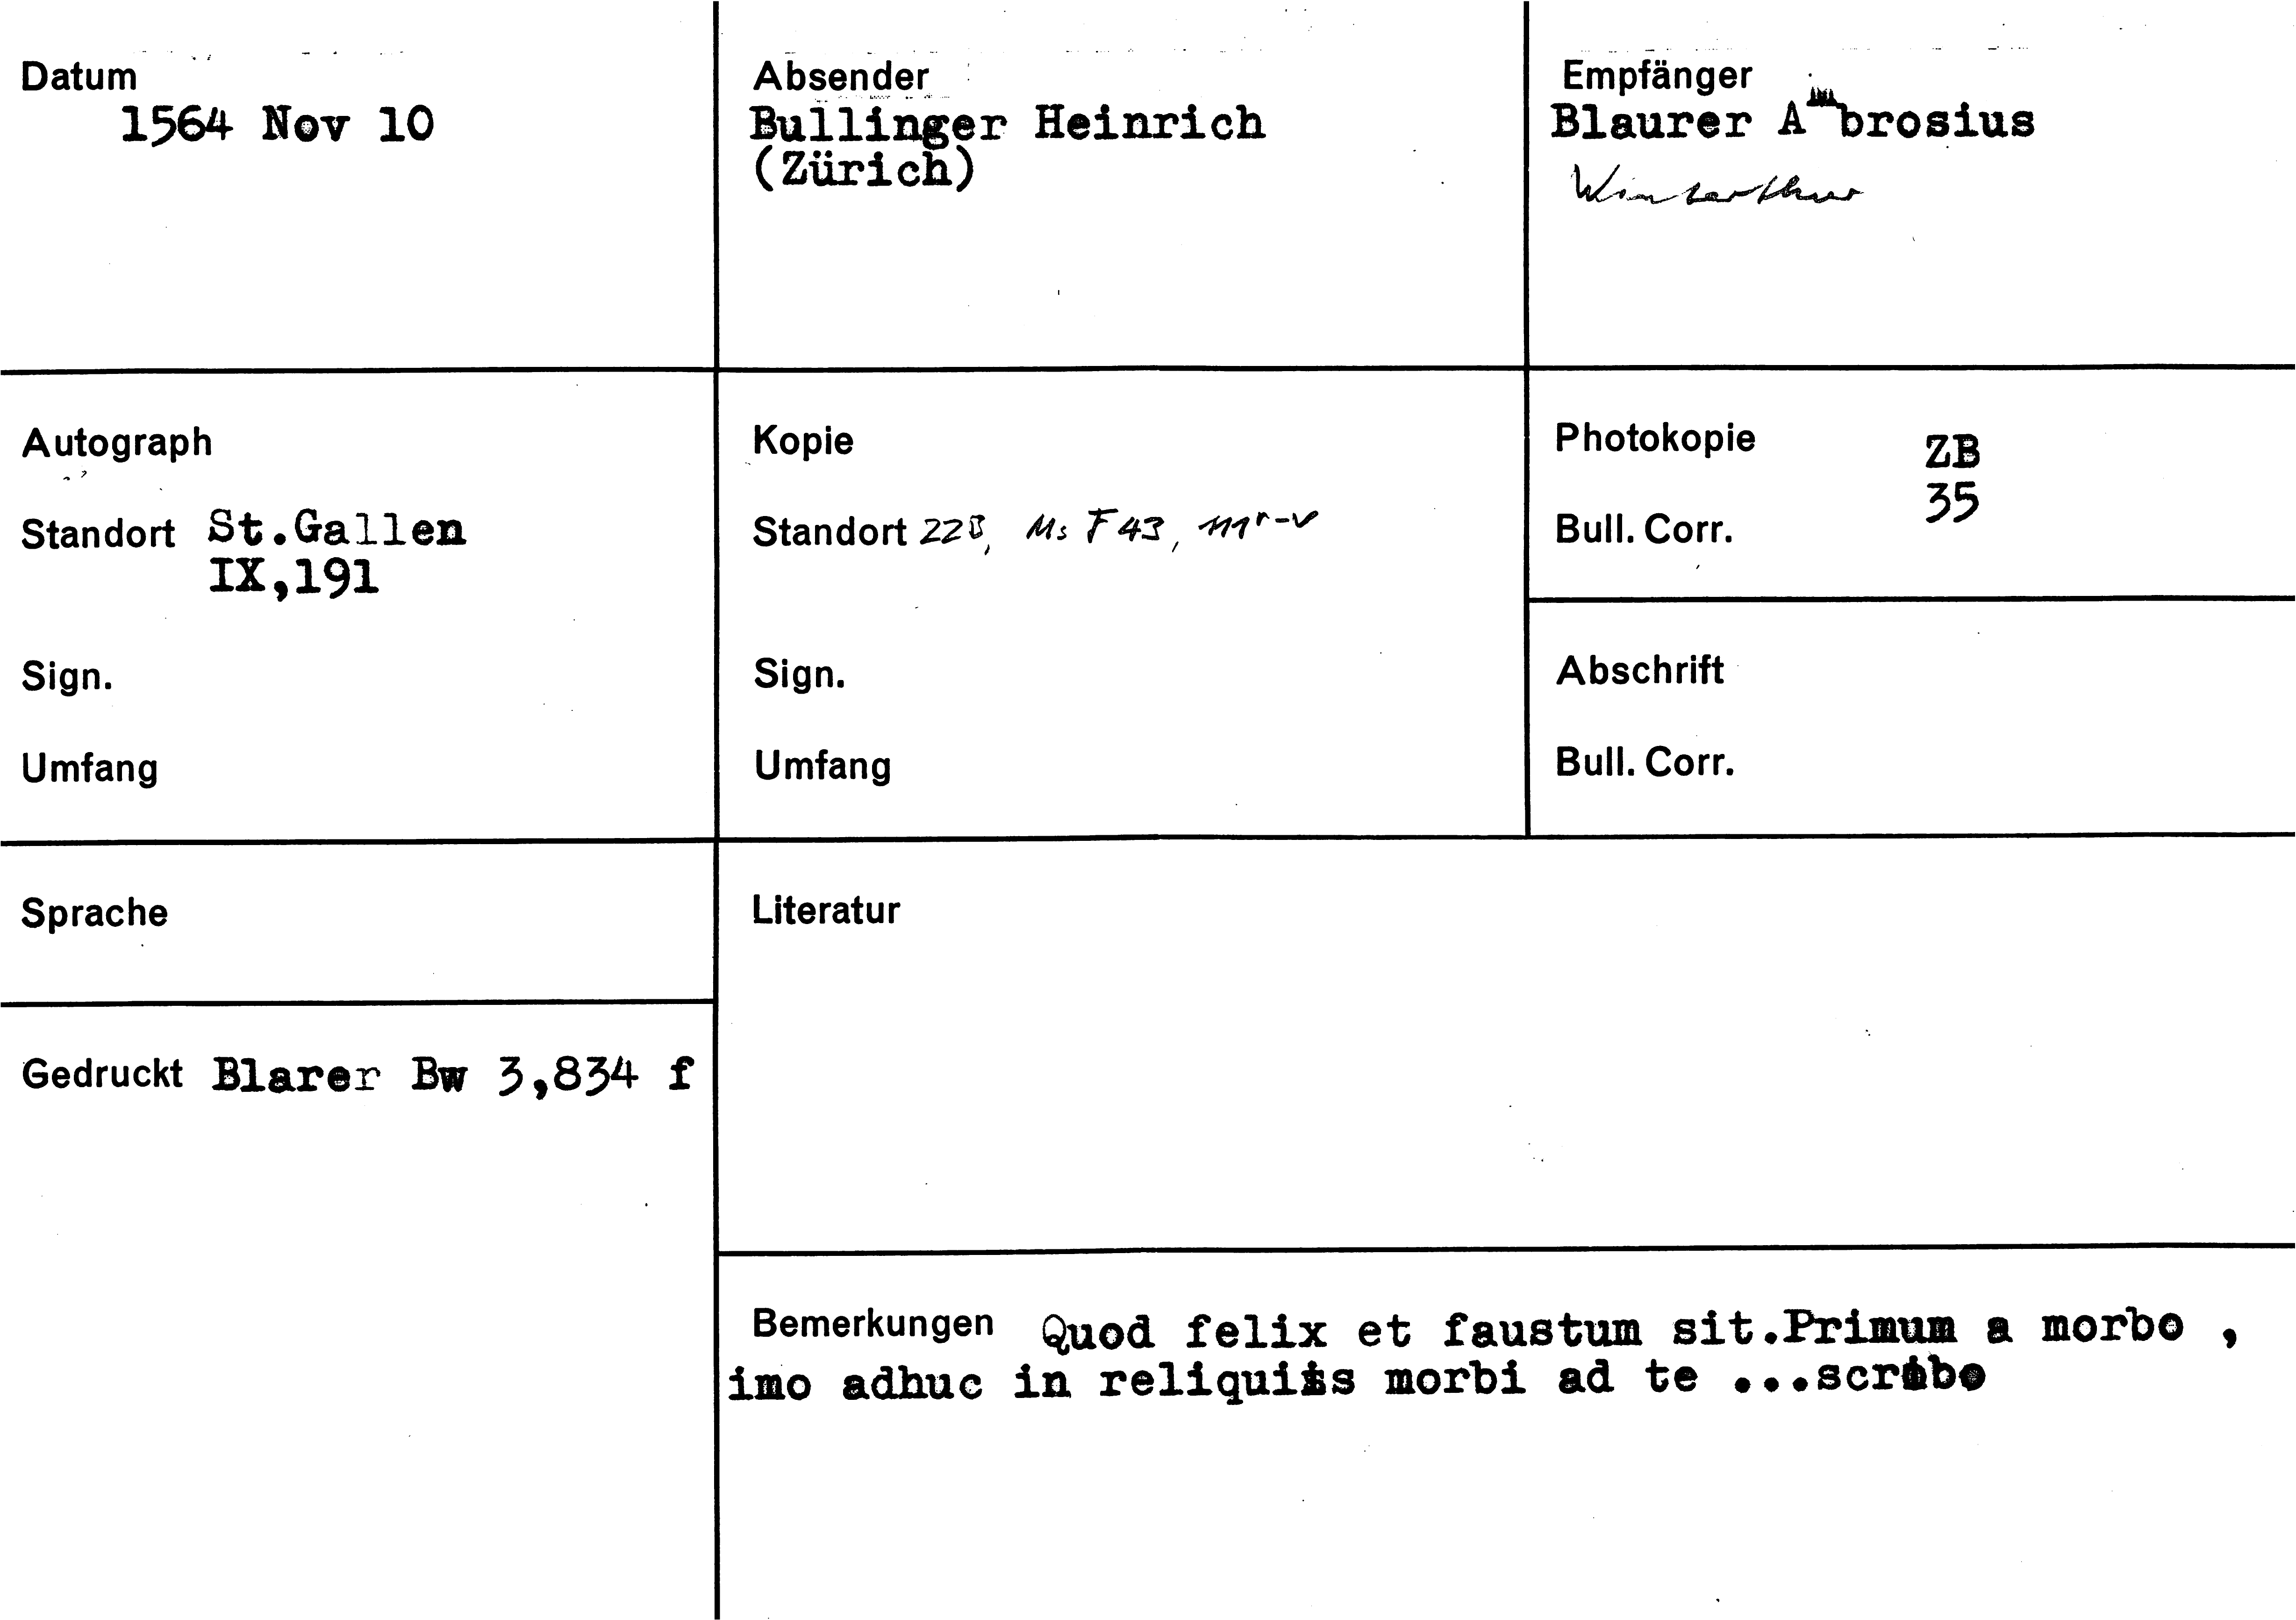 Datum
1564 Nov 10
Absender
Bullinger Heinrich
(Zürich)
Empfänger
Blaurer Ambrosius
Winterthur
Autograph
Standort St.Gallen
IX,191
Sign.
Umfang
Kopie
Standort ZZB, Ms F 43, 111r-v
Sign.
Umfang
Photokopie ZB
Bull. Corr. 35
Abschrift
Bull. Corr.
Sprache
Gedruckt Blarer Bw 3,834 f
Literatur
Bemerkungen Quod felix et faustum sit.Primum a morbo ,
imo adhuc in reliquiis morbi ad te ...scribo